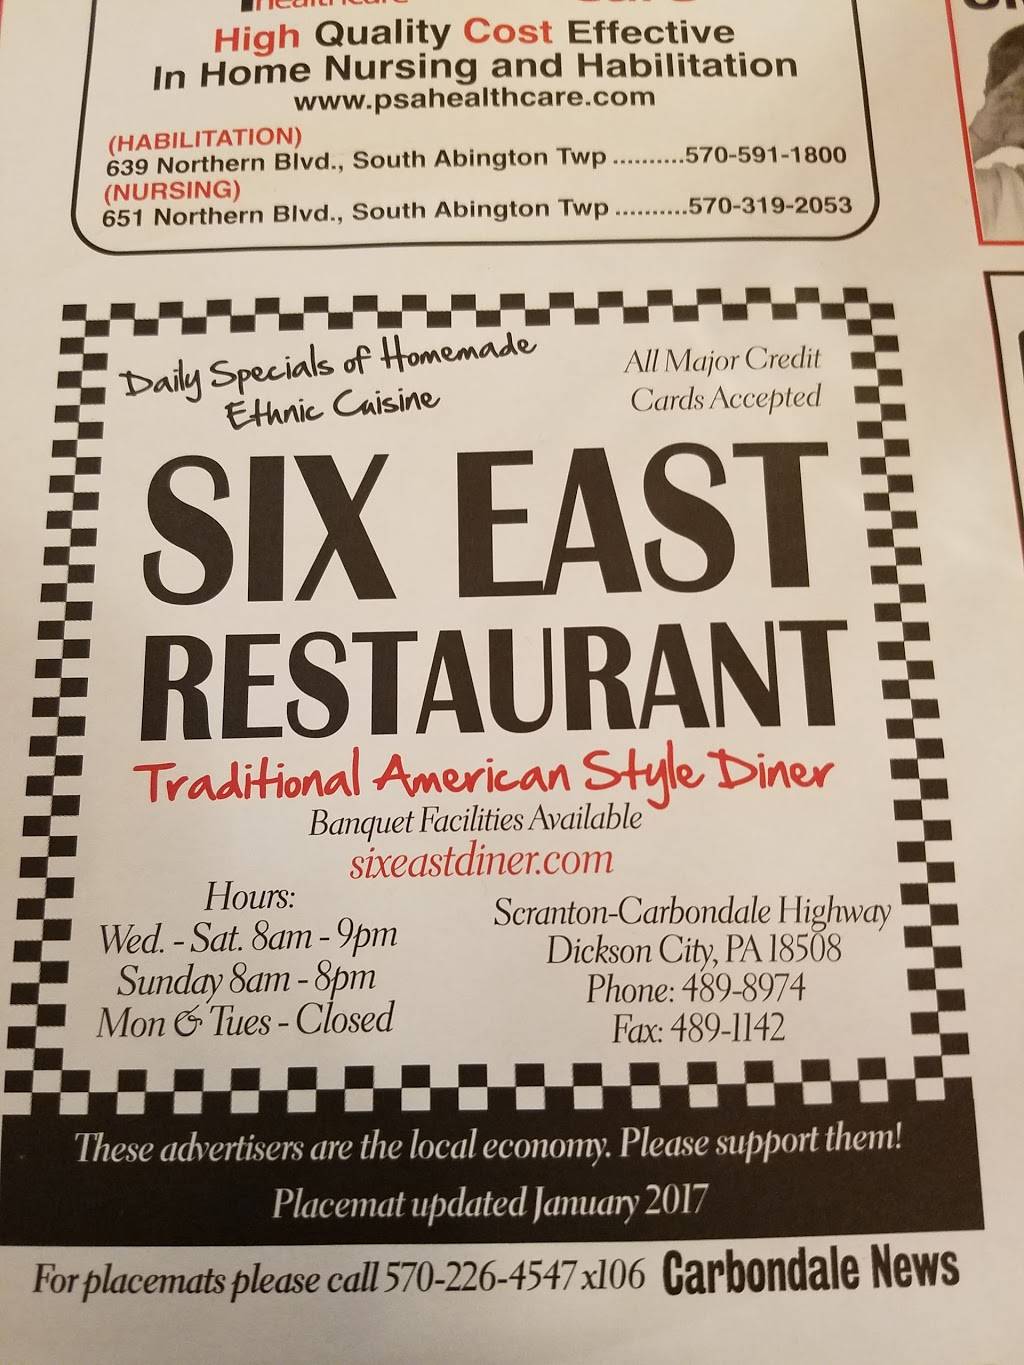 High Quality Cost Effective
In Home Nursing and Habilitation
www.psahealthcare.com
(HABILITATION)
639 Northern Blvd., South Abington Twp ..........570-591-1800
(NURSING)
651 Northern Blvd., South Abington Twp ..........570-319-2053
Daily Specials of Homemade
Ethnic Cuisine
All Major Credit
Cards Accepted
SIX EAST
RESTAURANT
Traditional American Style Diner
Banquet Facilities Available
sixeastdiner.com
Hours:
Wed. - Sat. 8am - 9pm
Sunday 8am - 8pm
Mon & Tues - Closed
Scranton-Carbondale Highway
Dickson City, PA 18508
Phone: 489-8974
Fax: 489-1142
These advertisers are the local economy. Please support them!
Placemat updated January 2017
For placemats please call 570-226-4547 x106 Carbondale News